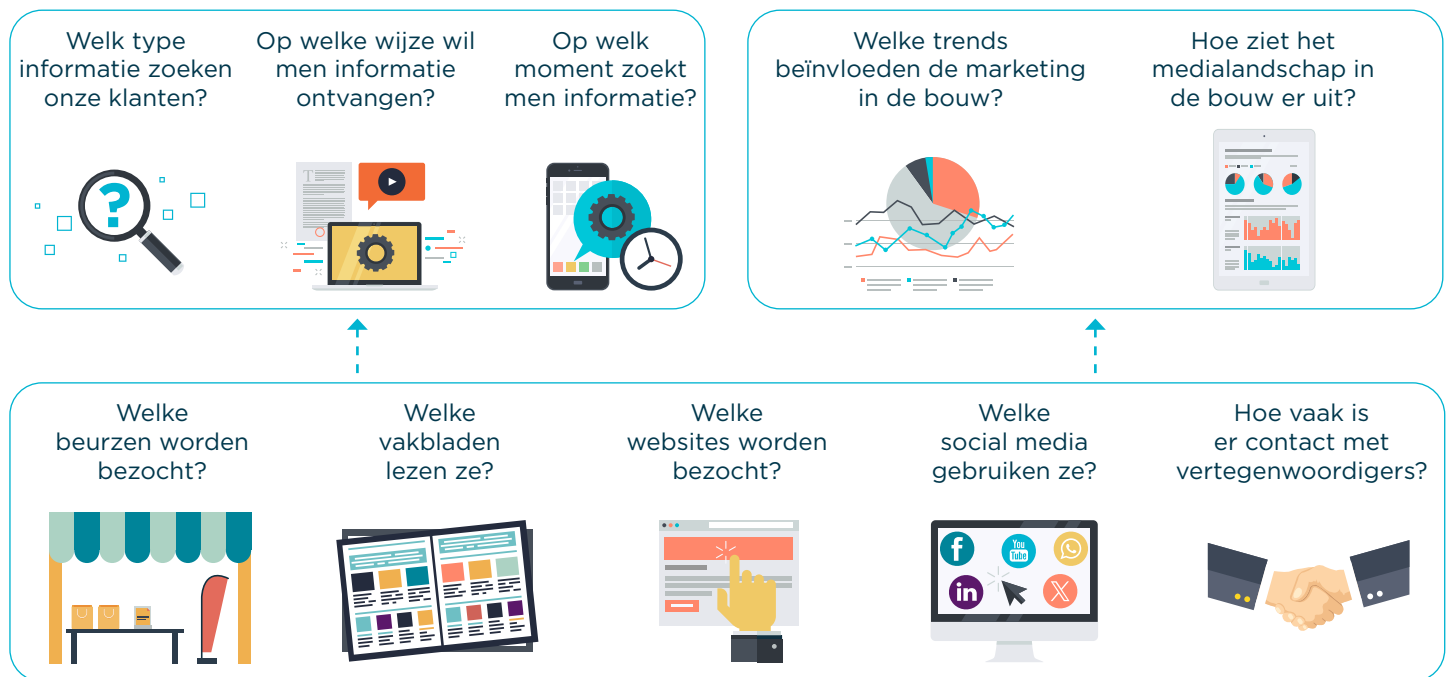 Welk type
informatie zoeken
onze klanten?
Op welke wijze wil
men informatie
ontvangen?
Op welk
moment zoekt
men informatie?
Welke trends
beïnvloeden de marketing
in de bouw?
Hoe ziet het
medialandschap in
de bouw er uit?
T
Welke
beurzen worden
bezocht?
Welke
vakbladen
lezen ze?
Welke
websites worden
bezocht?
Welke
social media
gebruiken ze?
Hoe vaak is
er contact met
vertegenwoordigers?
?
f
You
Tube
in
X